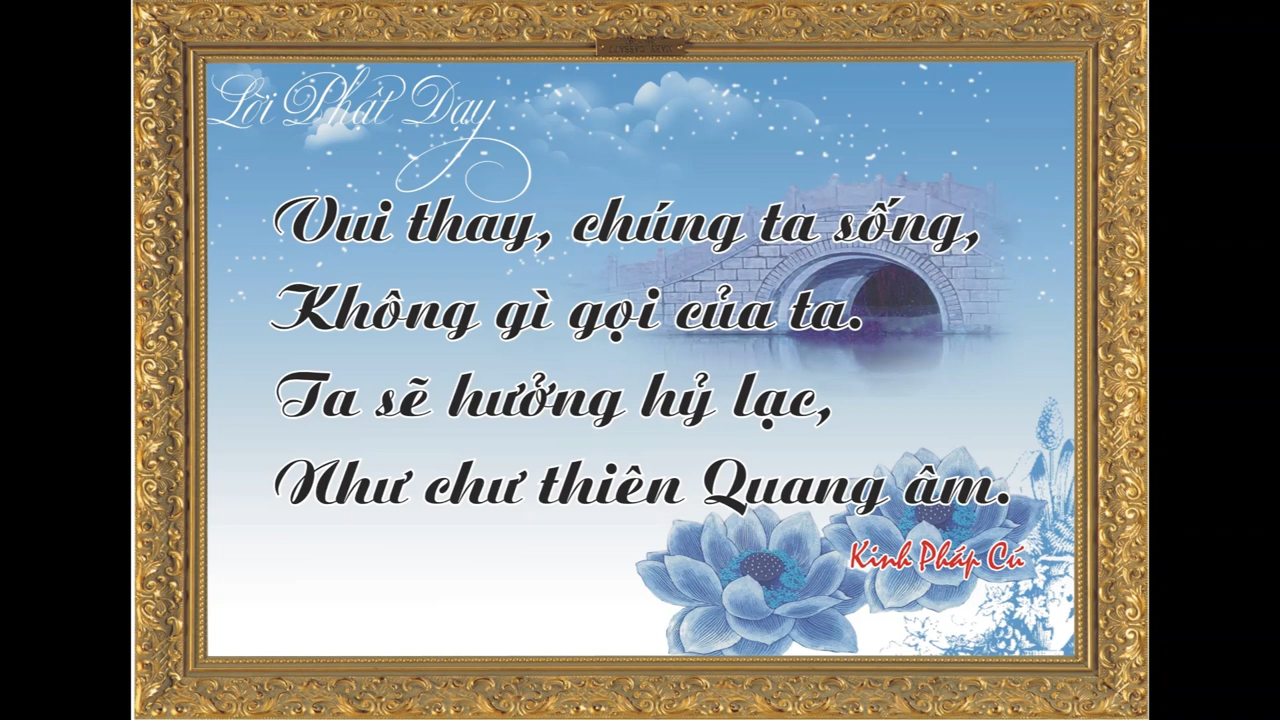 Lời Phật Dạy
Vui thay, chúng ta sống,
Không gì gọi của ta.
Ta sẽ hưởng hỷ lạc,
Như chư thiên Quang âm.
Kinh Pháp Cú